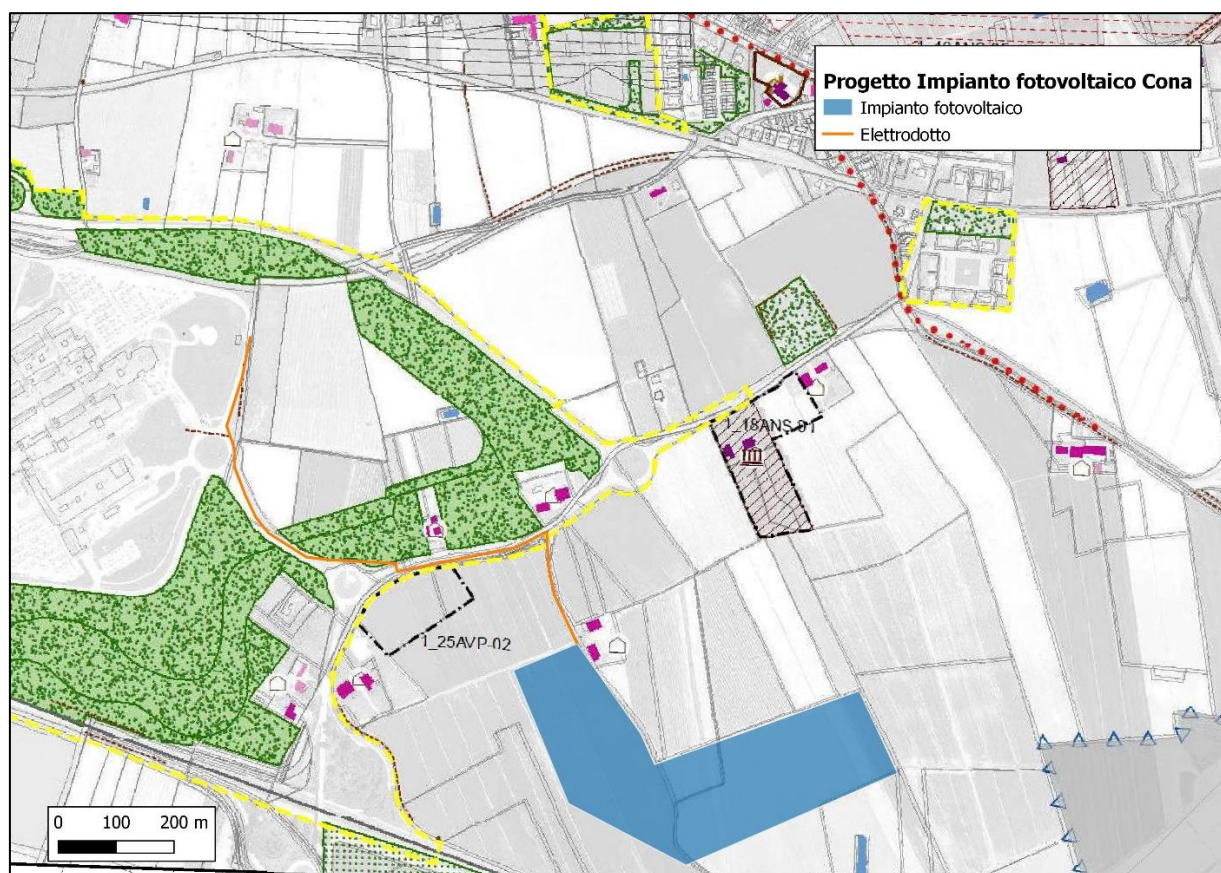 Progetto Impianto fotovoltaico Cona
Impianto fotovoltaico
Elettrodotto
1_18ANS-01
1_25AVP-02
0 100 200 m